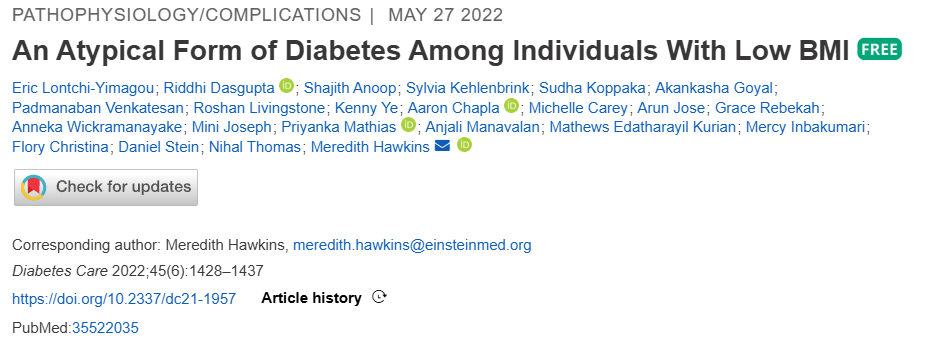 PATHOPHYSIOLOGY/COMPLICATIONS | MAY 27 2022
An Atypical Form of Diabetes Among Individuals With Low BMI FREE
Eric Lontchi-Yimagou; Riddhi Dasgupta iD; Shajith Anoop; Sylvia Kehlenbrink; Sudha Koppaka; Akankasha Goyal;
Padmanaban Venkatesan; Roshan Livingstone; Kenny Ye; Aaron Chapla iD; Michelle Carey; Arun Jose; Grace Rebekah;
Anneka Wickramanayake; Mini Joseph; Priyanka Mathias iD; Anjali Manavalan; Mathews Edatharayil Kurian; Mercy Inbakumari;
Flory Christina; Daniel Stein; Nihal Thomas; Meredith Hawkins iD
Check for updates
Corresponding author: Meredith Hawkins, meredith.hawkins@einsteinmed.org
Diabetes Care 2022;45(6):1428–1437
https://doi.org/10.2337/dc21-1957 Article history
PubMed:35522035